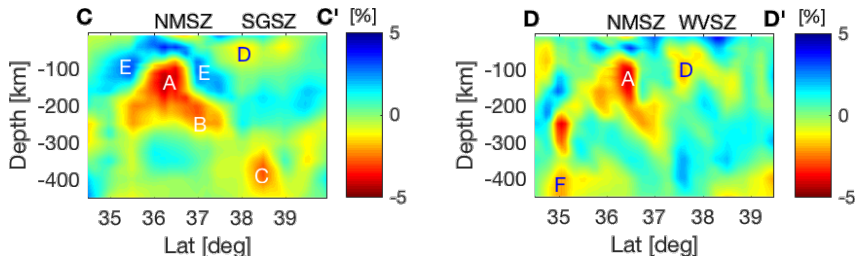 C NMSZ SGSZ C' [%]
5
E E D
A
B
C
0
-5
-100
-200
-300
-400
Depth [km]
35 36 37 38 39
Lat [deg]
D NMSZ WVSZ D' [%]
5
A D
F
0
-5
-100
-200
-300
-400
Depth [km]
35 36 37 38 39
Lat [deg]